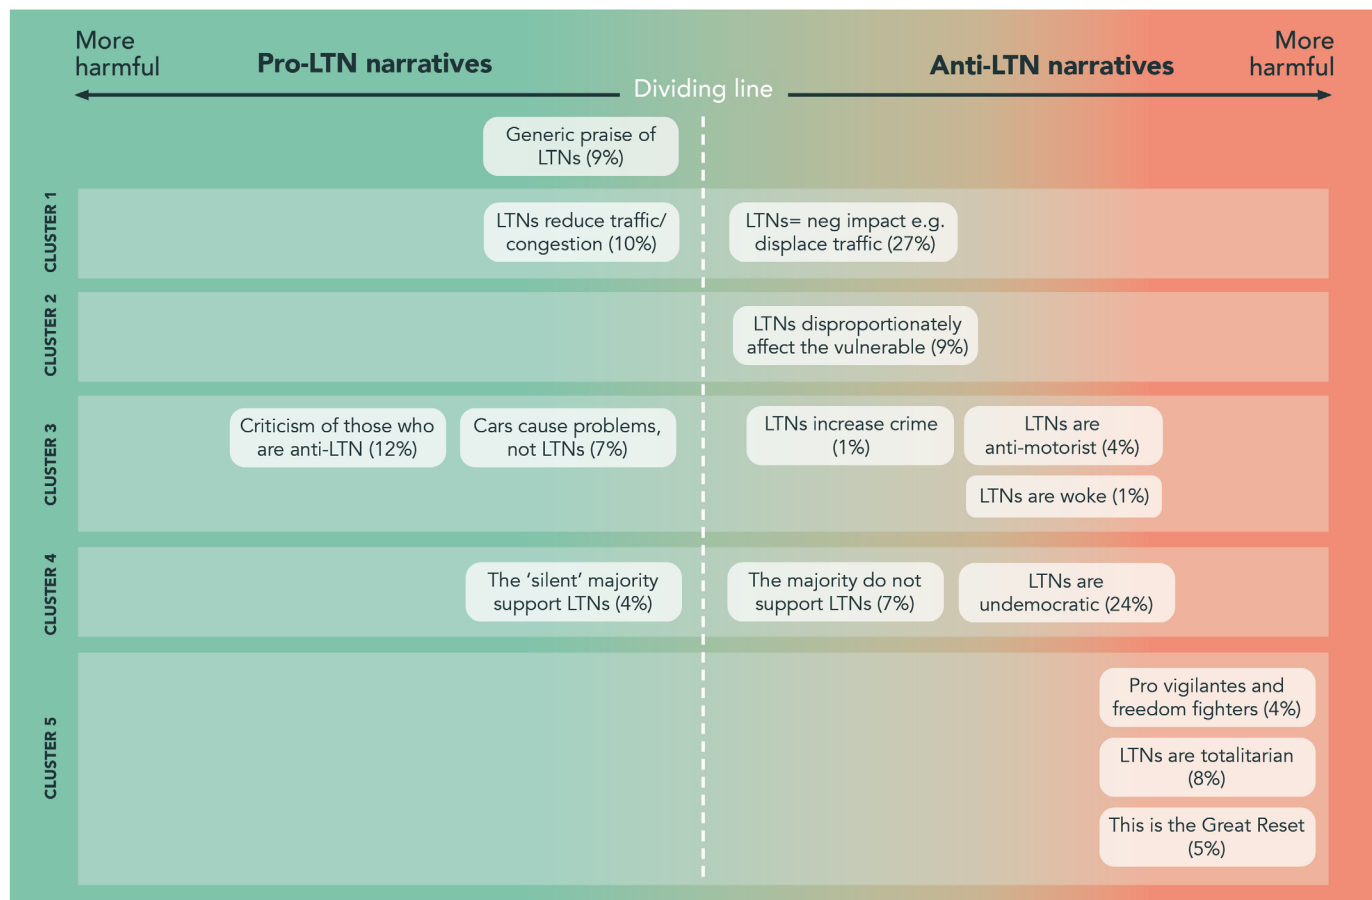 More
harmful
Pro-LTN narratives
Dividing line
Anti-LTN narratives
More
harmful
Generic praise of
LTNs (9%)
CLUSTER 1
LTNs reduce traffic/
congestion (10%)
LTNs= neg impact e.g.
displace traffic (27%)
CLUSTER 2
LTNs disproportionately
affect the vulnerable (9%)
CLUSTER 3
Criticism of those who
are anti-LTN (12%)
Cars cause problems,
not LTNs (7%)
LTNs increase crime
(1%)
LTNs are
anti-motorist (4%)
LTNs are woke (1%)
CLUSTER 4
The ‘silent’ majority
support LTNs (4%)
The majority do not
support LTNs (7%)
LTNs are
undemocratic (24%)
CLUSTER 5
Pro vigilantes and
freedom fighters (4%)
LTNs are totalitarian
(8%)
This is the Great Reset
(5%)